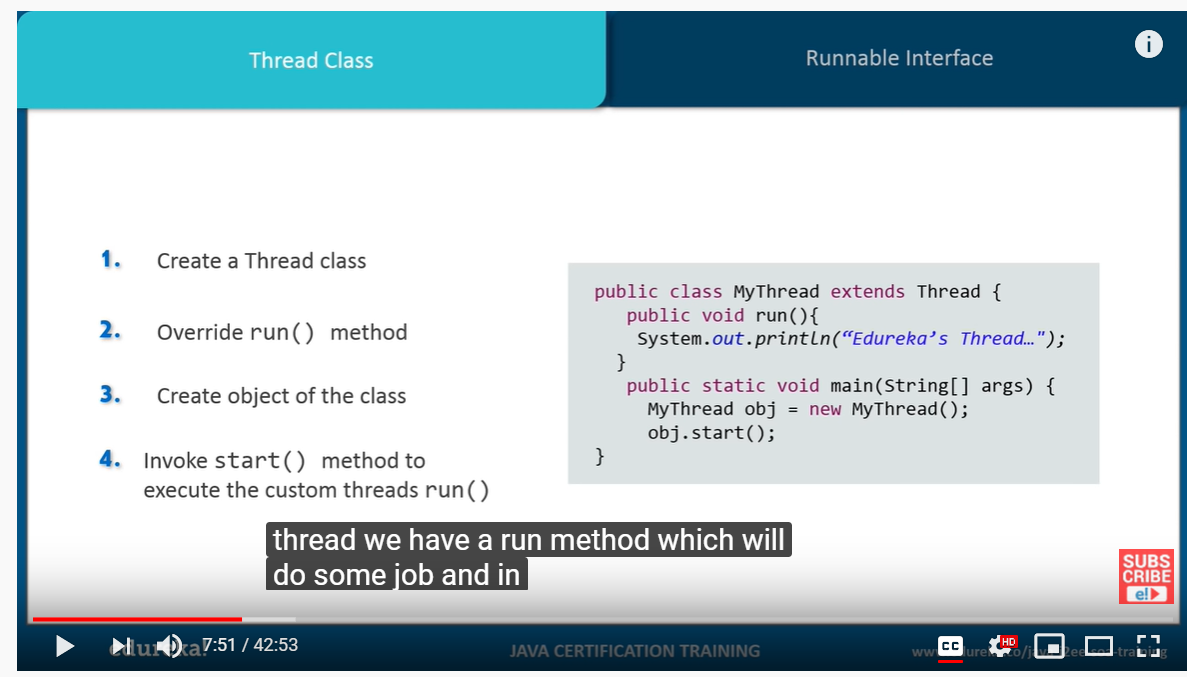 Thread Class
Runnable Interface
i
1. Create a Thread class
2. Override run() method
3. Create object of the class
4. Invoke start() method to
execute the custom threads run()
public class MyThread extends Thread {
public void run(){
System.out.println(“Edureka’s Thread…");
}
public static void main(String[] args) {
MyThread obj = new MyThread();
obj.start();
}
thread we have a run method which will
do some job and in
SUBS
CRIBE
e!
edureka!
7:51 / 42:53
JAVA CERTIFICATION TRAINING
CC
HD